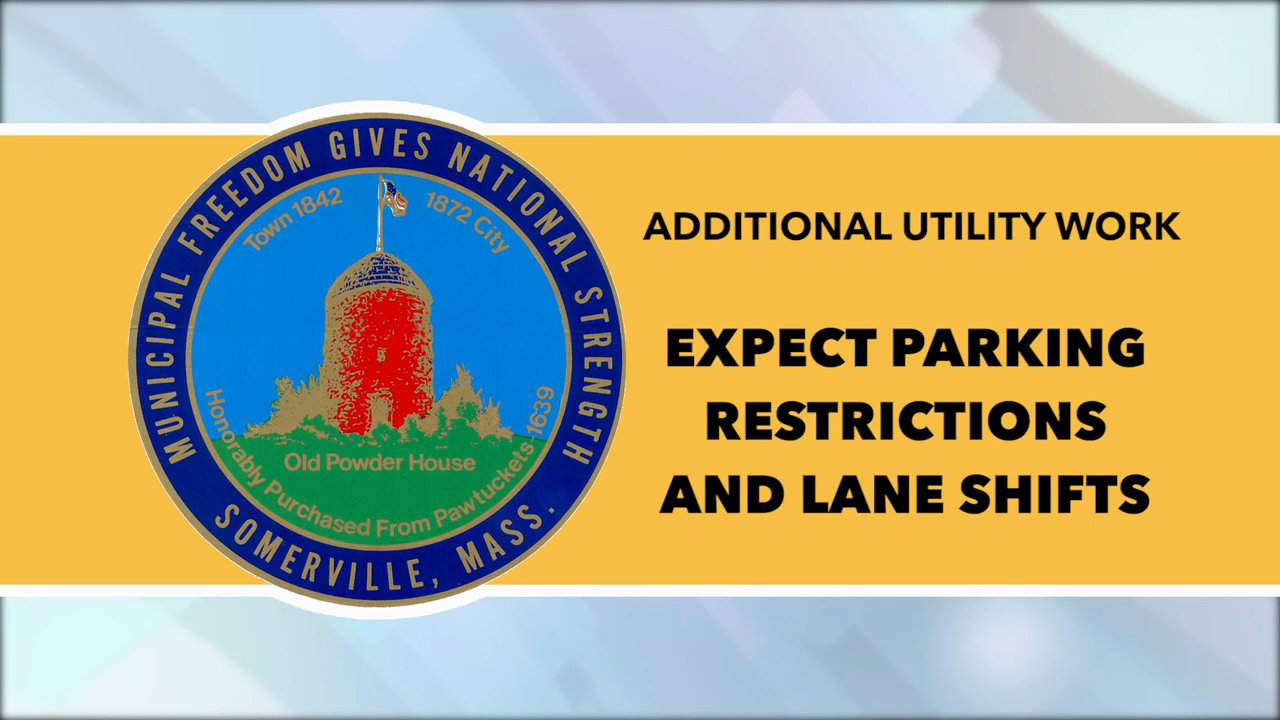 MUNICIPAL FREEDOM GIVES NATIONAL STRENGTH
Town 1842
1872 City
Old Powder House
Honorably Purchased From Pawtuckets 1639
SOMERVILLE, MASS.
ADDITIONAL UTILITY WORK
EXPECT PARKING
RESTRICTIONS
AND LANE SHIFTS